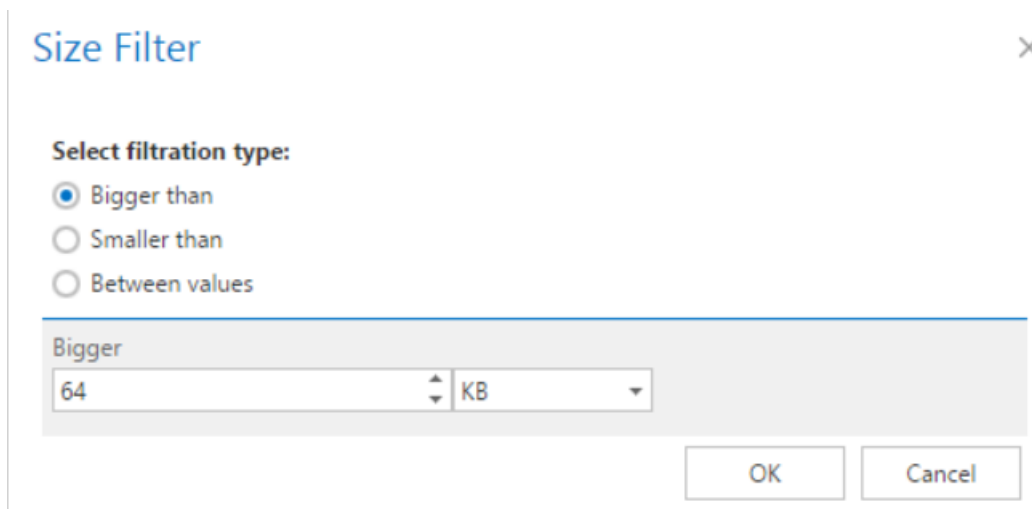 Size Filter
Select filtration type:
Bigger than
Smaller than
Between values
Bigger
64 KB
OK Cancel